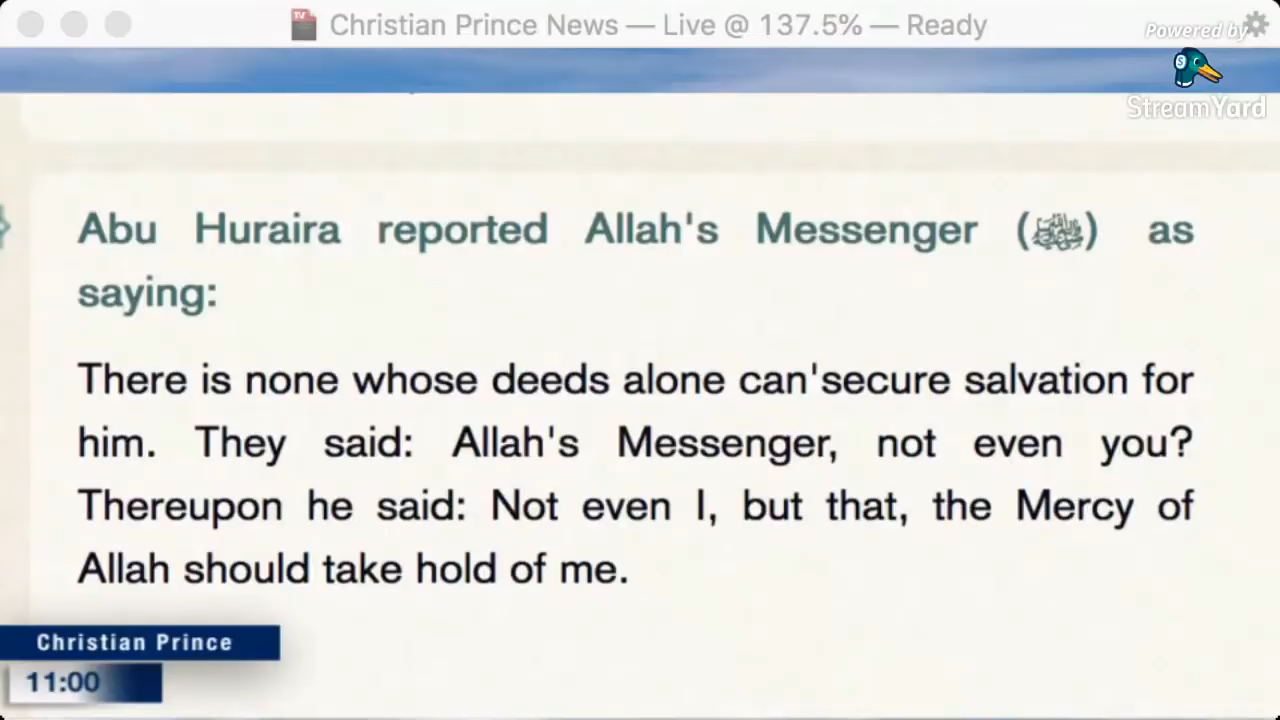 Christian Prince News — Live @ 137.5% — Ready
Powered by
StreamYard
Abu Huraira reported Allah's Messenger (ﷺ) as
saying:
There is none whose deeds alone can'secure salvation for
him. They said: Allah's Messenger, not even you?
Thereupon he said: Not even I, but that, the Mercy of
Allah should take hold of me.
Christian Prince
11:00